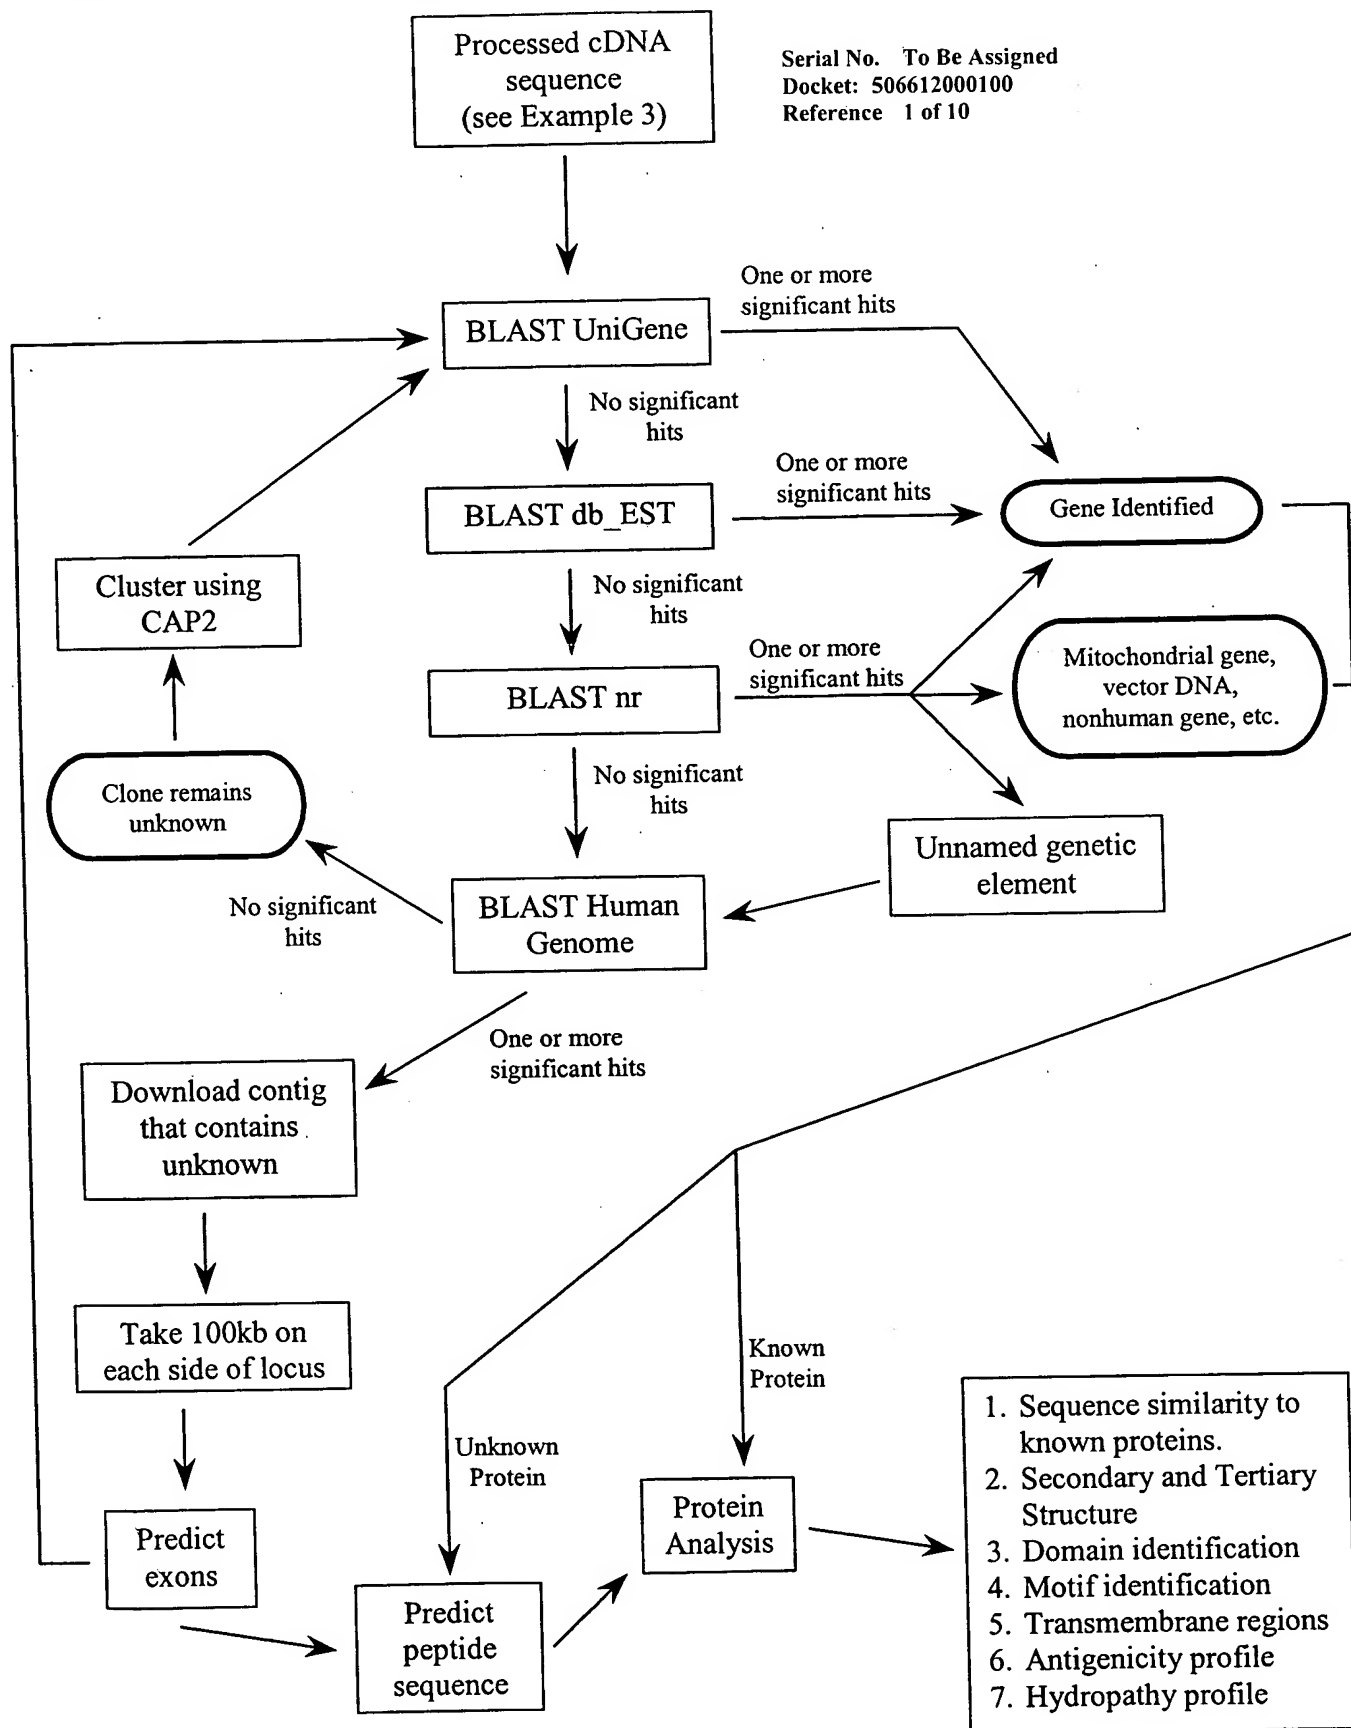 Processed cDNA
sequence
(see Example 3)
Serial No. To Be Assigned
Docket: 506612000100
Reference 1 of 10
One or more
significant hits
BLAST UniGene
No significant
hits
One or more
significant hits
BLAST db_EST
Gene Identified
Cluster using
CAP2
No significant
hits
One or more
significant hits
BLAST nr
Mitochondrial gene,
vector DNA,
nonhuman gene, etc.
No significant
hits
Clone remains
unknown
Unnamed genetic
element
No significant
hits
BLAST Human
Genome
One or more
significant hits
Download contig
that contains
unknown
Take 100kb on
each side of locus
Known
Protein
Unknown
Protein
Predict
exons
Predict
peptide
sequence
Protein
Analysis
1. Sequence similarity to
known proteins.
2. Secondary and Tertiary
Structure
3. Domain identification
4. Motif identification
5. Transmembrane regions
6. Antigenicity profile
7. Hydropathy profile